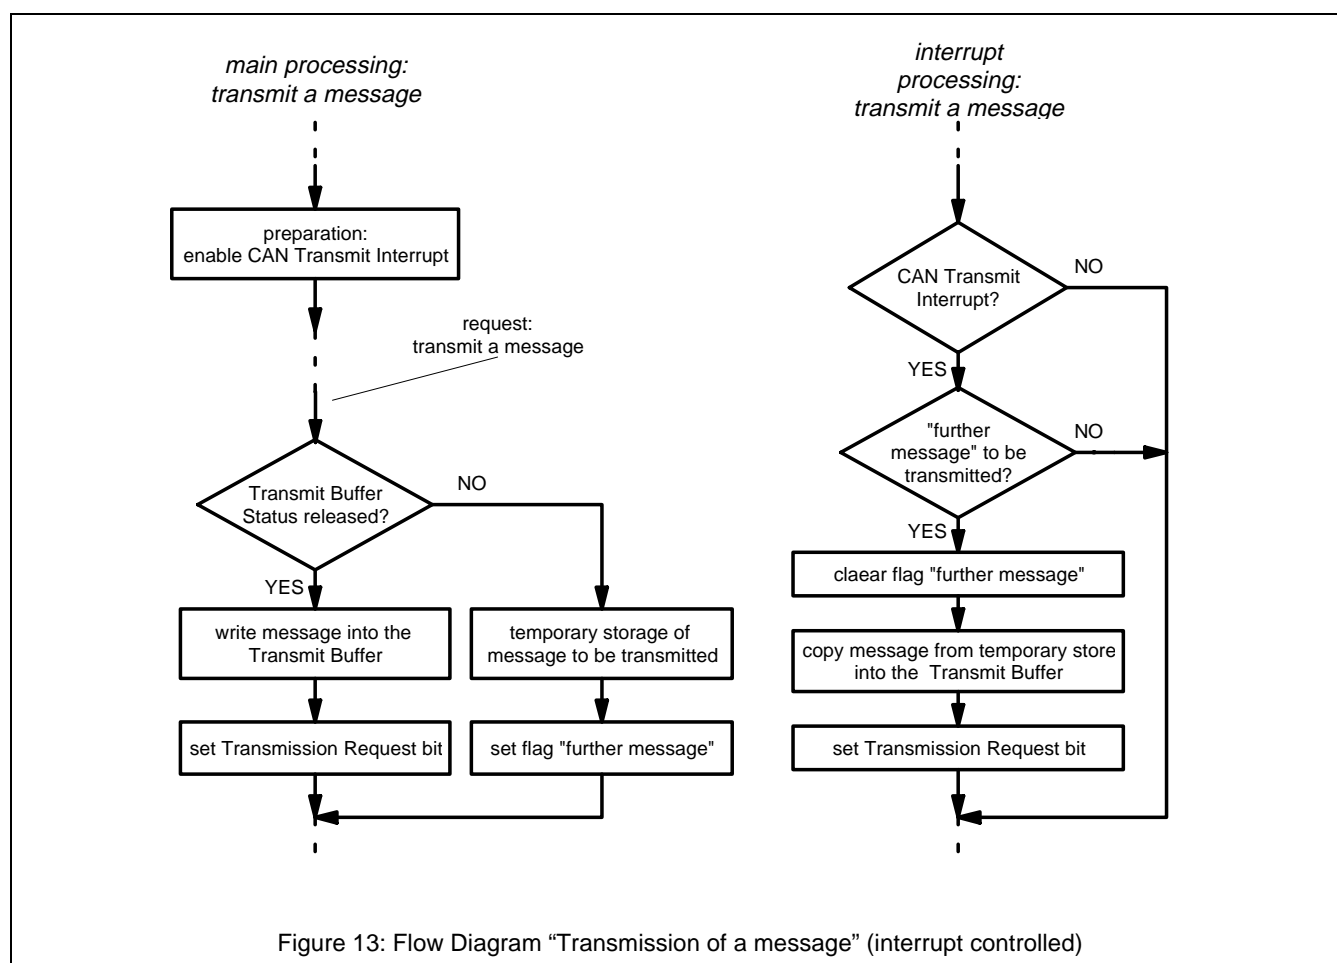 main processing:
transmit a message
preparation:
enable CAN Transmit Interrupt
request:
transmit a message
Transmit Buffer
Status released?
NO
YES
write message into the
Transmit Buffer
temporary storage of
message to be transmitted
set Transmission Request bit
set flag "further message"
interrupt
processing:
transmit a message
CAN Transmit
Interrupt?
NO
YES
"further
message" to be
transmitted?
NO
YES
claear flag "further message"
copy message from temporary store
into the Transmit Buffer
set Transmission Request bit
Figure 13: Flow Diagram “Transmission of a message” (interrupt controlled)